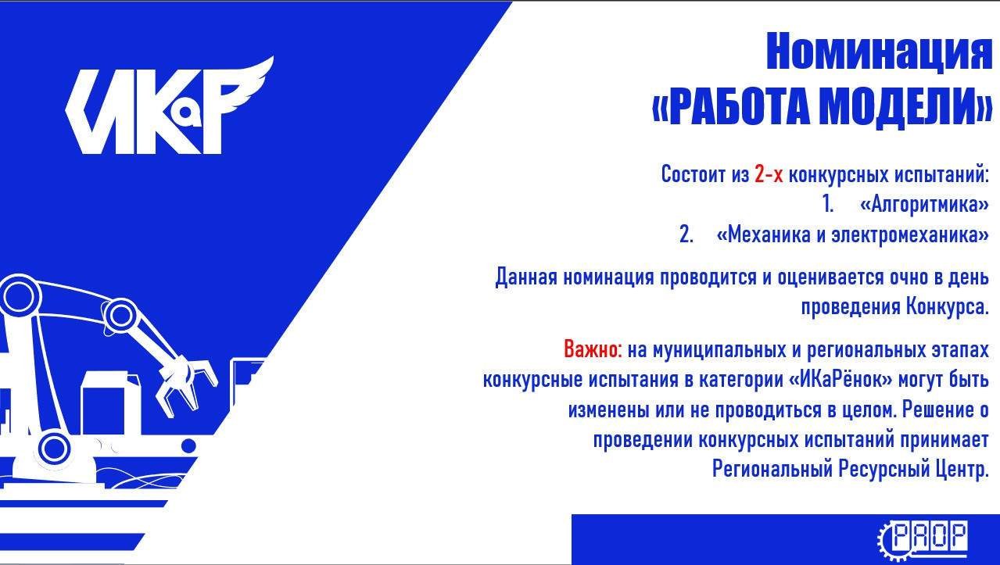 ИКаР
Номинация
«РАБОТА МОДЕЛИ»
Состоит из 2-х конкурсных испытаний:
1. «Алгоритмика»
2. «Механика и электромеханика»
Данная номинация проводится и оценивается очно в день
проведения Конкурса.
Важно: на муниципальных и региональных этапах
конкурсные испытания в категории «ИКаРёнок» могут быть
изменены или не проводиться в целом. Решение о
проведении конкурсных испытаний принимает
Региональный Ресурсный Центр.
РАОР